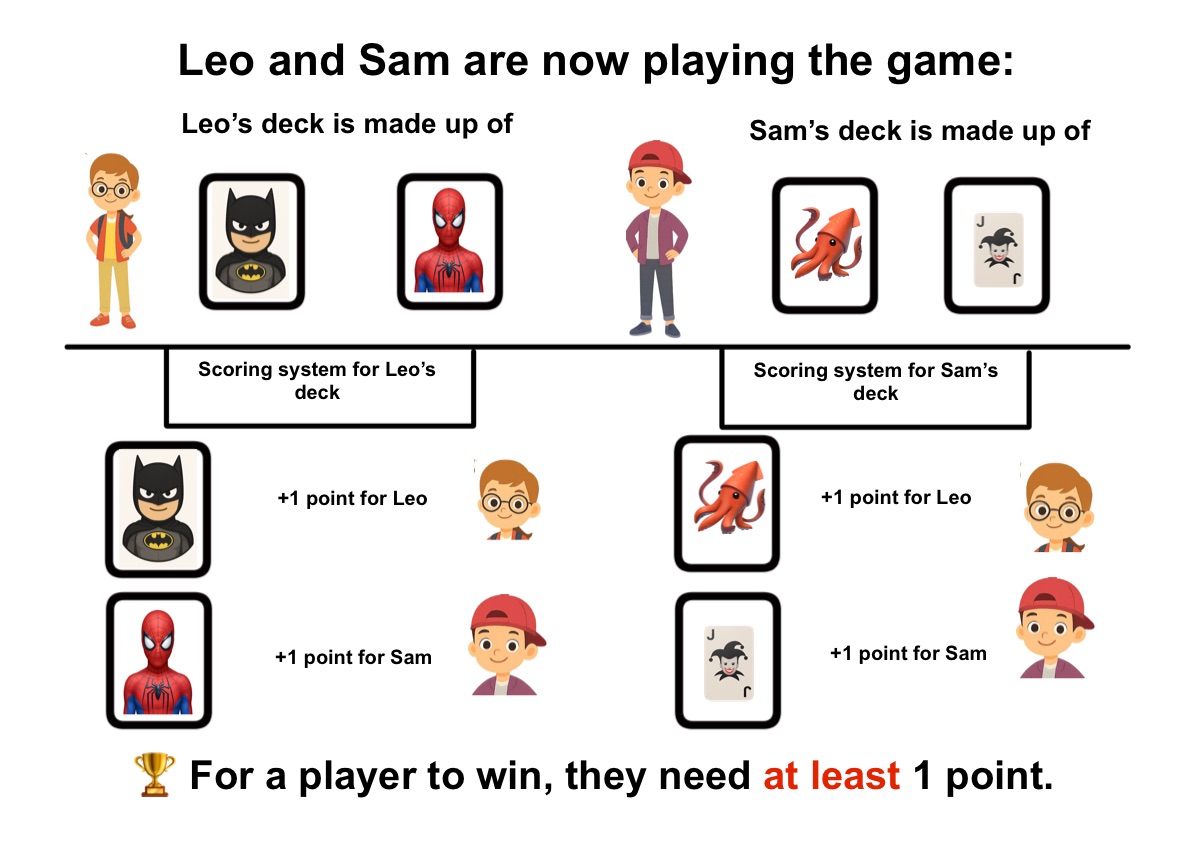 Leo and Sam are now playing the game:
Leo’s deck is made up of
Sam’s deck is made up of
J
J
Scoring system for Leo’s
deck
Scoring system for Sam’s
deck
+1 point for Leo
+1 point for Leo
+1 point for Sam
J
J
+1 point for Sam
🏆 For a player to win, they need at least 1 point.